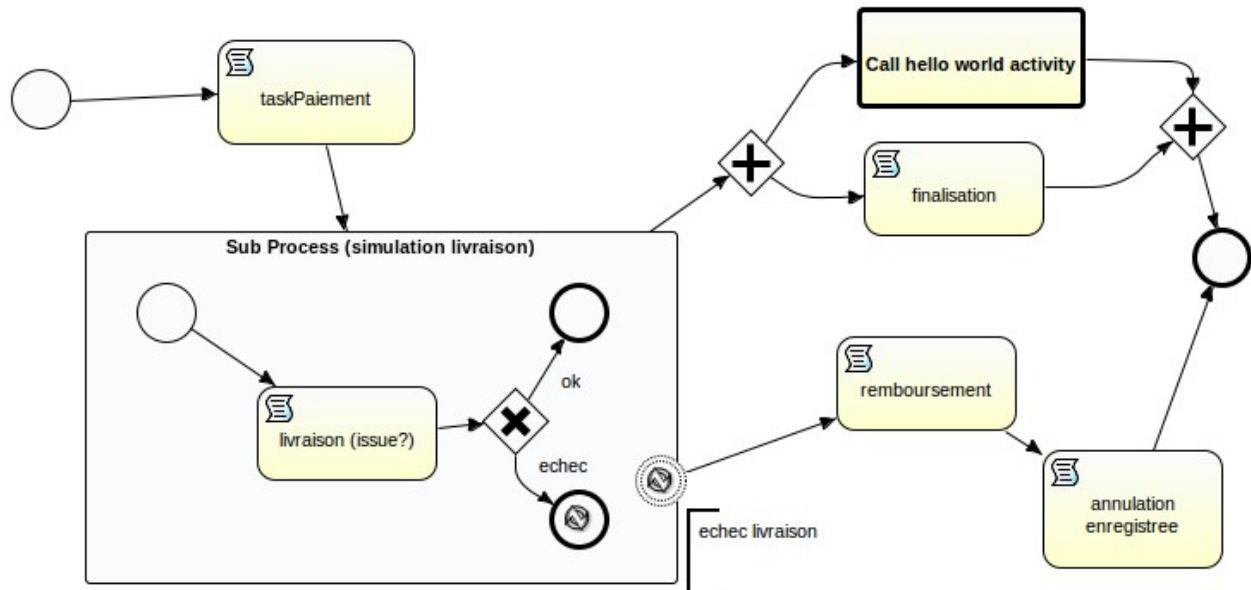 taskPaiement
Call hello world activity
finalisation
Sub Process (simulation livraison)
livraison (issue?)
ok
echec
echec livraison
remboursement
annulation
enregistree